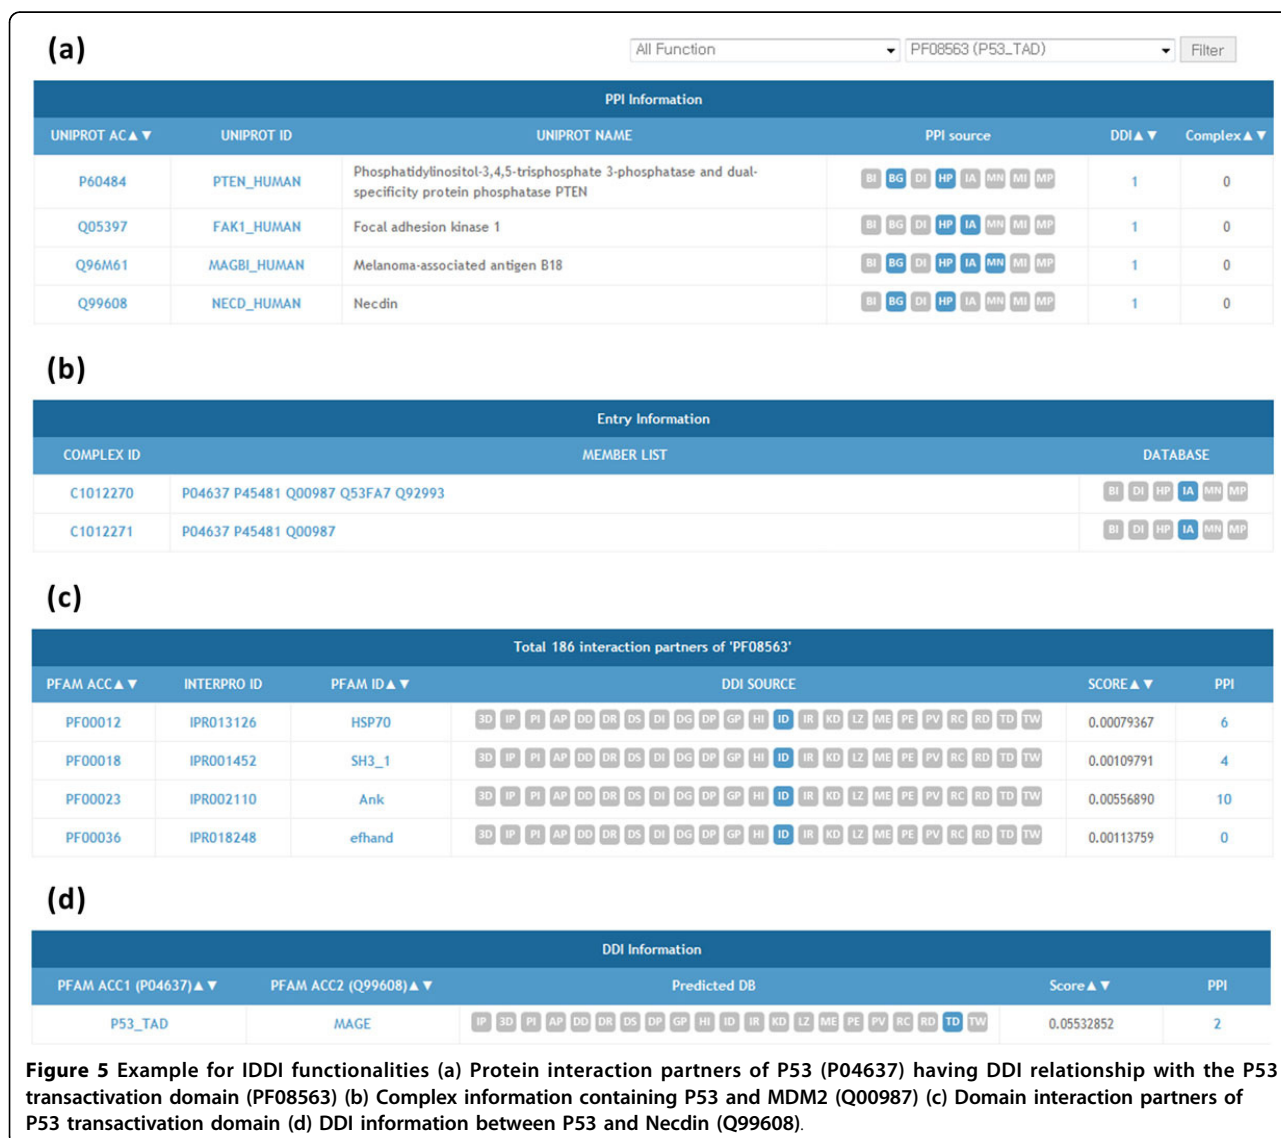 (a)
All Function PF08563 (P53_TAD) Filter
PPI Information
UNIPROT AC▲▼ UNIPROT ID UNIPROT NAME PPI source DDI▲▼ Complex▲▼
P60484 PTEN_HUMAN Phosphatidylinositol-3,4,5-trisphosphate 3-phosphatase and dual-
specificity protein phosphatase PTEN BI BG DI HP IA MN MI MP 1 0
Q05397 FAK1_HUMAN Focal adhesion kinase 1 BI BG DI HP IA MN MI MP 1 0
Q96M61 MAGBI_HUMAN Melanoma-associated antigen B18 BI BG DI HP IA MN MI MP 1 0
Q99608 NECD_HUMAN Necdin BI BG DI HP IA MN MI MP 1 0
(b)
Entry Information
COMPLEX ID MEMBER LIST DATABASE
C1012270 P04637 P45481 Q00987 Q53FA7 Q92993 BI DI HP IA MN MP
C1012271 P04637 P45481 Q00987 BI DI HP IA MN MP
(c)
Total 186 interaction partners of 'PF08563'
PFAM ACC▲▼ INTERPRO ID PFAM ID▲▼ DDI SOURCE SCORE▲▼ PPI
PF00012 IPR013126 HSP70 3D IP PI AP DD DR DS DI DG DP GP HI ID IR KD LZ ME PE PV RC RD TD TW 0.00079367 6
PF00018 IPR001452 SH3_1 3D IP PI AP DD DR DS DI DG DP GP HI ID IR KD LZ ME PE PV RC RD TD TW 0.00109791 4
PF00023 IPR002110 Ank 3D IP PI AP DD DR DS DI DG DP GP HI ID IR KD LZ ME PE PV RC RD TD TW 0.00556890 10
PF00036 IPR018248 efhand 3D IP PI AP DD DR DS DI DG DP GP HI ID IR KD LZ ME PE PV RC RD TD TW 0.00113759 0
(d)
DDI Information
PFAM ACC1 (P04637)▲▼ PFAM ACC2 (Q99608)▲▼ Predicted DB Score▲▼ PPI
P53_TAD MAGE IP 3D PI AP DD DR DS DP GP HI ID IR KD LZ ME PE PV RC RD TD TW 0.05532852 2
Figure 5 Example for IDDI functionalities (a) Protein interaction partners of P53 (P04637) having DDI relationship with the P53
transactivation domain (PF08563) (b) Complex information containing P53 and MDM2 (Q00987) (c) Domain interaction partners of
P53 transactivation domain (d) DDI information between P53 and Necdin (Q99608).